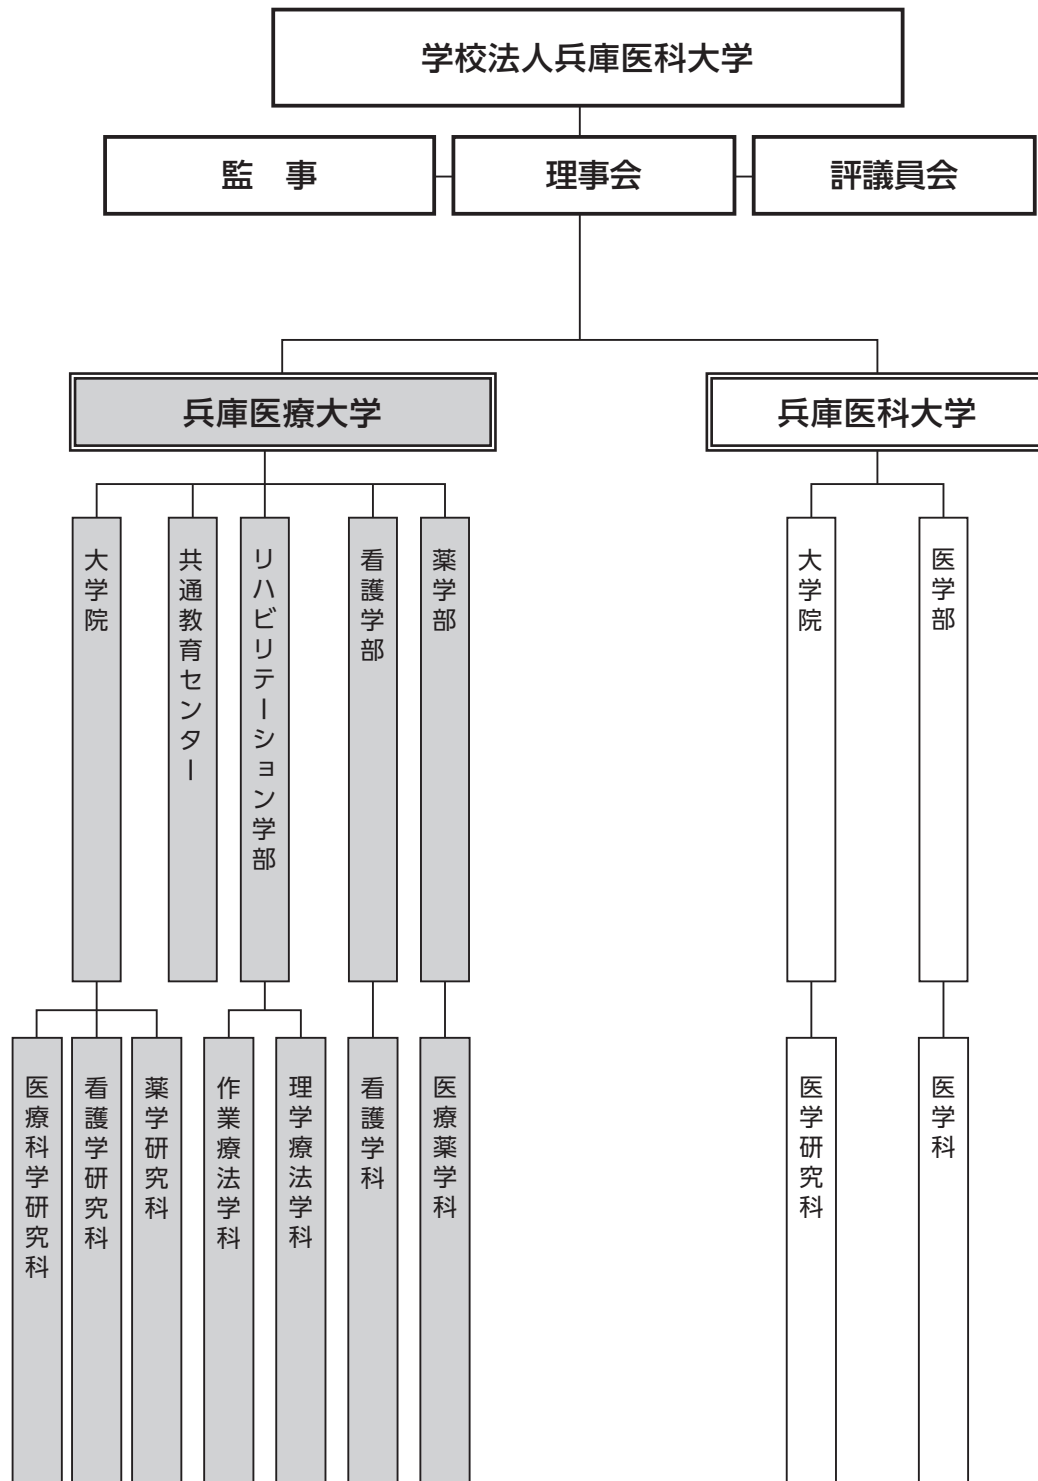 学校法人兵庫医科大学
監　事
理事会
評議員会
兵庫医療大学
兵庫医科大学
大学院
共通教育センター
リハビリテーション学部
看護学部
薬学部
大学院
医学部
医療科学研究科
看護学研究科
薬学研究科
作業療法学科
理学療法学科
看護学科
医療薬学科
医学研究科
医学科